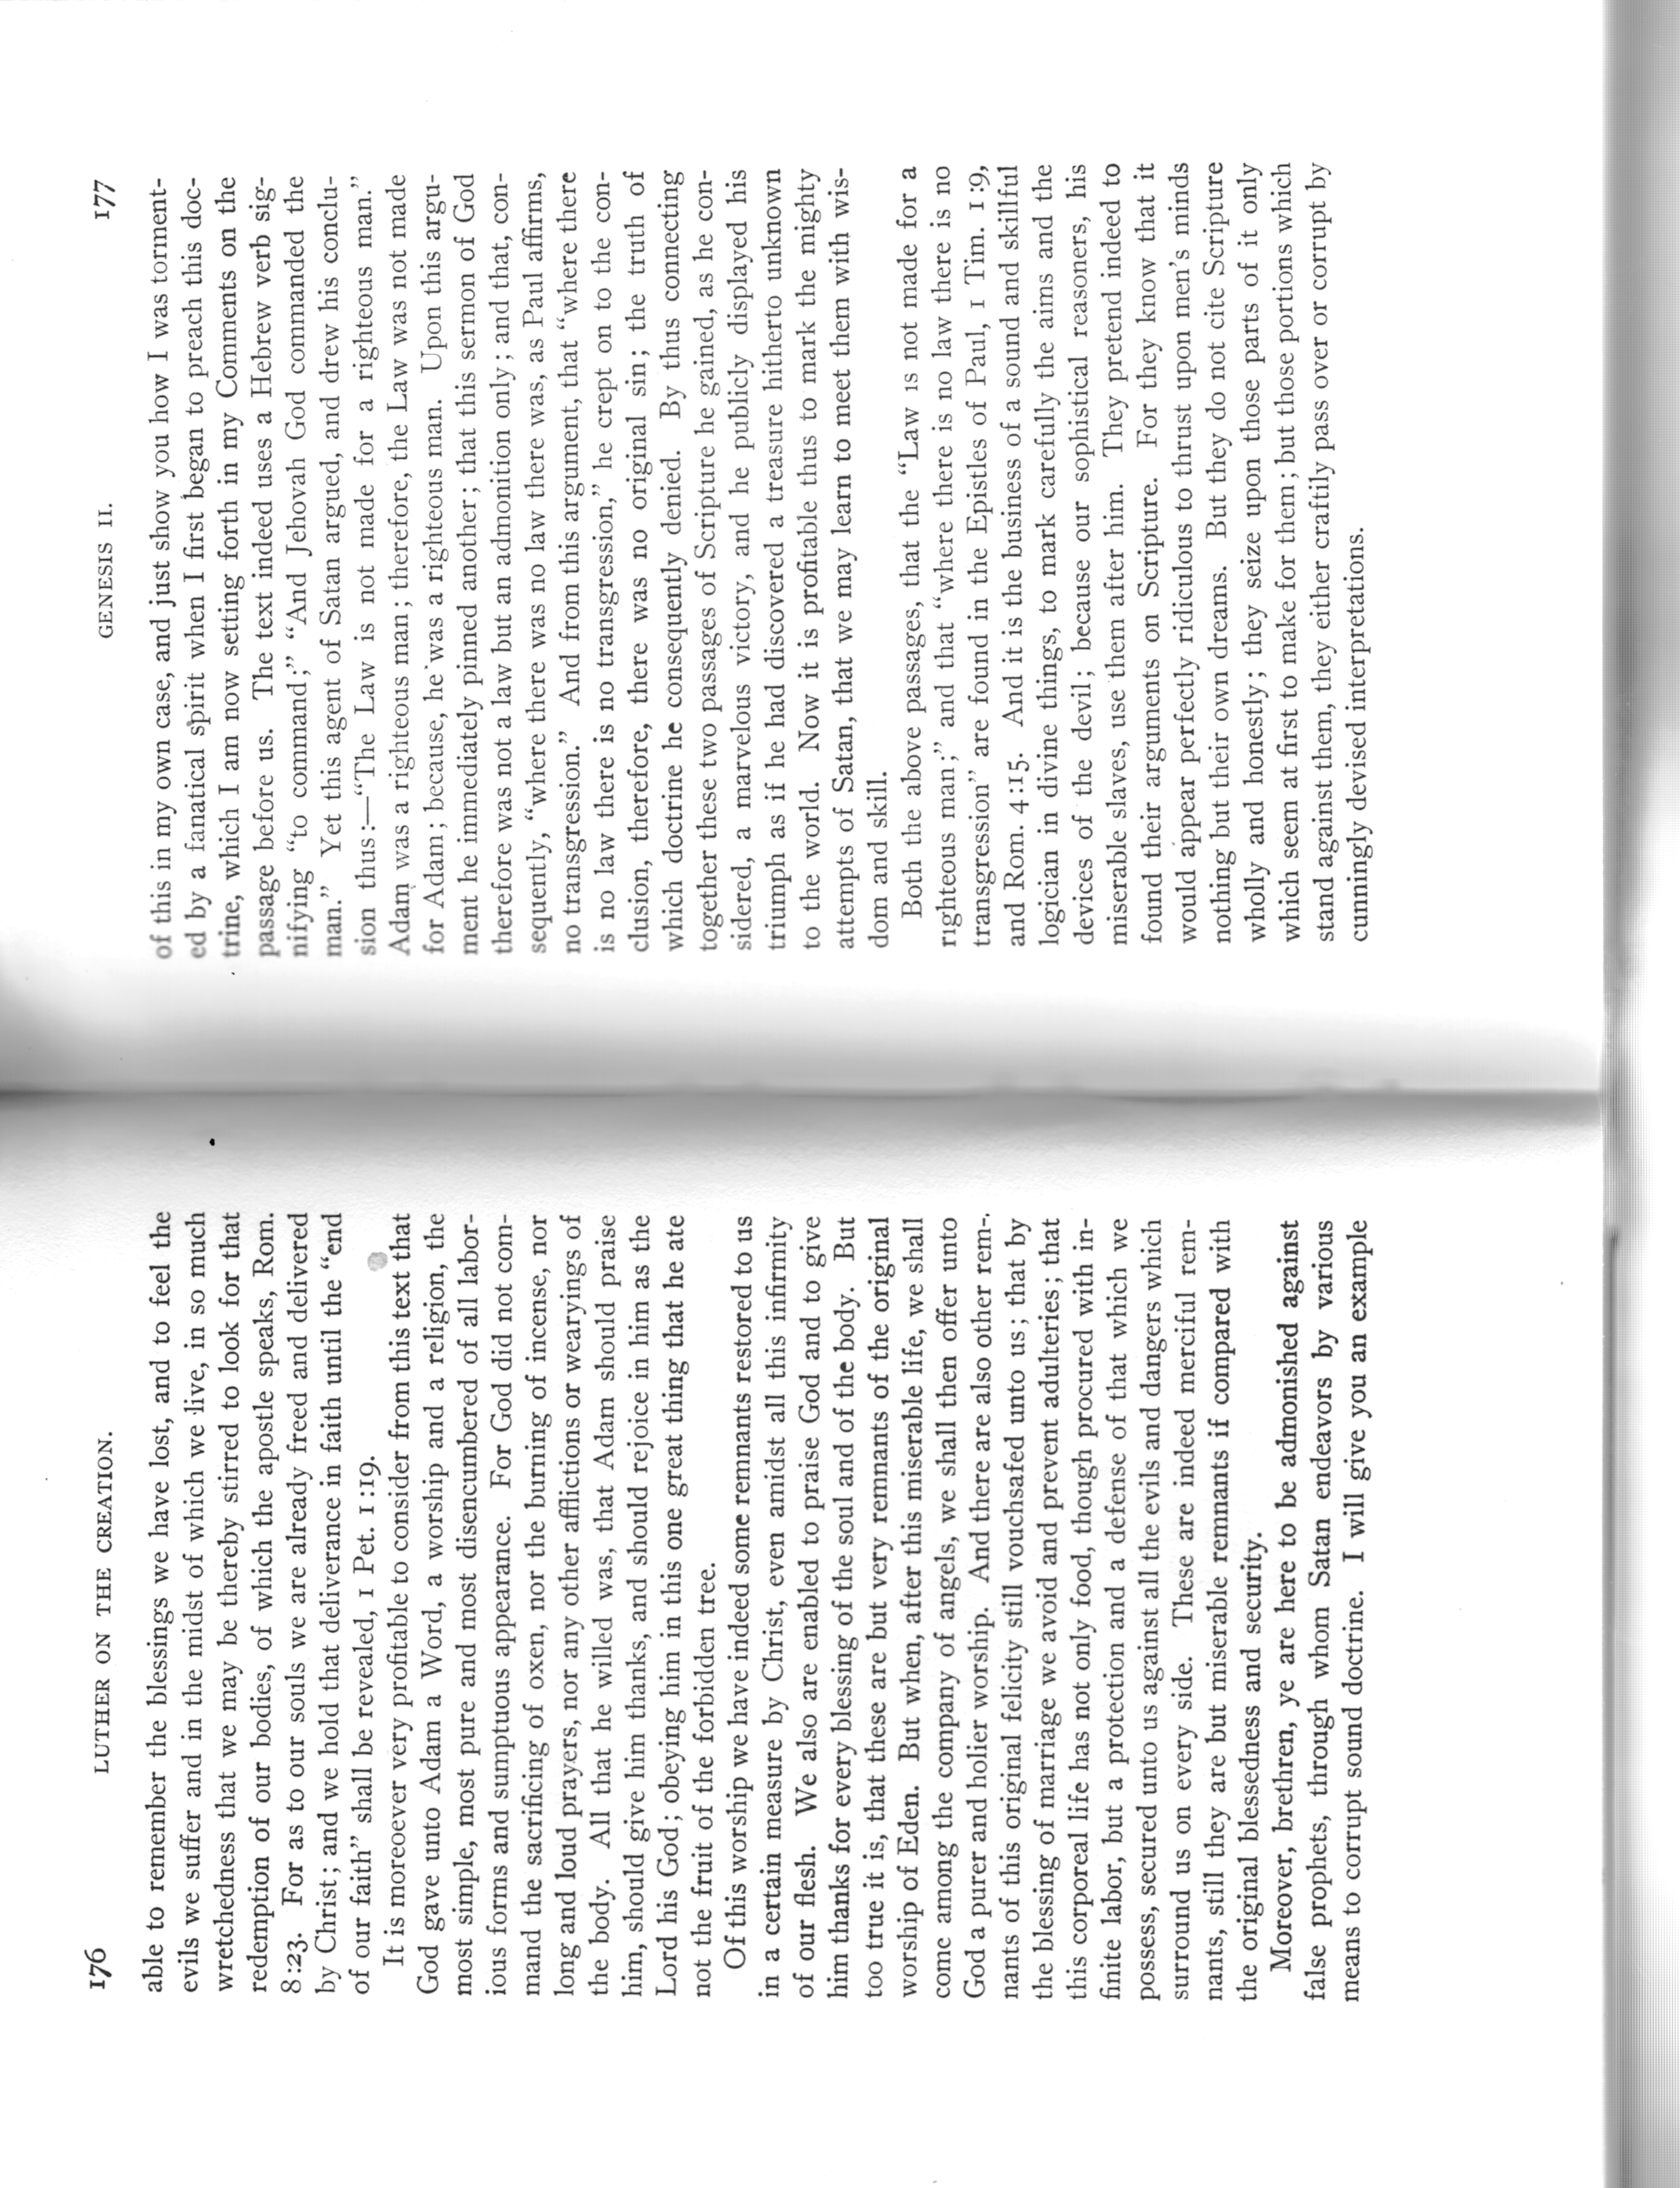 176 LUTHER ON THE CREATION.
able to remember the blessings we have lost, and to feel the
evils we suffer and in the midst of which we live, in so much
wretchedness that we may be thereby stirred to look for that
redemption of our bodies, of which the apostle speaks, Rom.
8:23. For as to our souls we are already freed and delivered
by Christ; and we hold that deliverance in faith until the “end
of our faith” shall be revealed, 1 Pet. 1:19.
It is moreoever very profitable to consider from this text that
God gave unto Adam a Word, a worship and a religion, the
most simple, most pure and most disencumbered of all labor-
ious forms and sumptuous appearance. For God did not com-
mand the sacrificing of oxen, nor the burning of incense, nor
long and loud prayers, nor any other afflictions or wearyings of
the body. All that he willed was, that Adam should praise
him, should give him thanks, and should rejoice in him as the
Lord his God; obeying him in this one great thing that he ate
not the fruit of the forbidden tree.
Of this worship we have indeed some remnants restored to us
in a certain measure by Christ, even amidst all this infirmity
of our flesh. We also are enabled to praise God and to give
him thanks for every blessing of the soul and of the body. But
too true it is, that these are but very remnants of the original
worship of Eden. But when, after this miserable life, we shall
come among the company of angels, we shall then offer unto
God a purer and holier worship. And there are also other rem-
nants of this original felicity still vouchsafed unto us; that by
the blessing of marriage we avoid and prevent adulteries; that
this corporeal life has not only food, though procured with in-
finite labor, but a protection and a defense of that which we
possess, secured unto us against all the evils and dangers which
surround us on every side. These are indeed merciful rem-
nants, still they are but miserable remnants if compared with
the original blessedness and security.
Moreover, brethren, ye are here to be admonished against
false prophets, through whom Satan endeavors by various
means to corrupt sound doctrine. I will give you an example
GENESIS II. 177
of this in my own case, and just show you how I was torment-
ed by a fanatical spirit when I first began to preach this doc-
trine, which I am now setting forth in my Comments on the
passage before us. The text indeed uses a Hebrew verb sig-
nifying “to command;” “And Jehovah God commanded the
man.” Yet this agent of Satan argued, and drew his conclu-
sion thus:—“The Law is not made for a righteous man.”
Adam was a righteous man; therefore, the Law was not made
for Adam; because, he was a righteous man. Upon this argu-
ment he immediately pinned another; that this sermon of God
therefore was not a law but an admonition only; and that, con-
sequently, “where there was no law there was, as Paul affirms,
no transgression.” And from this argument, that “where there
is no law there is no transgression,” he crept on to the con-
clusion, therefore, there was no original sin; the truth of
which doctrine he consequently denied. By thus connecting
together these two passages of Scripture he gained, as he con-
sidered, a marvelous victory, and he publicly displayed his
triumph as if he had discovered a treasure hitherto unknown
to the world. Now it is profitable thus to mark the mighty
attempts of Satan, that we may learn to meet them with wis-
dom and skill.
Both the above passages, that the “Law is not made for a
righteous man;” and that “where there is no law there is no
transgression” are found in the Epistles of Paul, 1 Tim. 1:9,
and Rom. 4:15. And it is the business of a sound and skillful
logician in divine things, to mark carefully the aims and the
devices of the devil; because our sophistical reasoners, his
miserable slaves, use them after him. They pretend indeed to
found their arguments on Scripture. For they know that it
would appear perfectly ridiculous to thrust upon men’s minds
nothing but their own dreams. But they do not cite Scripture
wholly and honestly; they seize upon those parts of it only
which seem at first to make for them; but those portions which
stand against them, they either craftily pass over or corrupt by
cunningly devised interpretations.